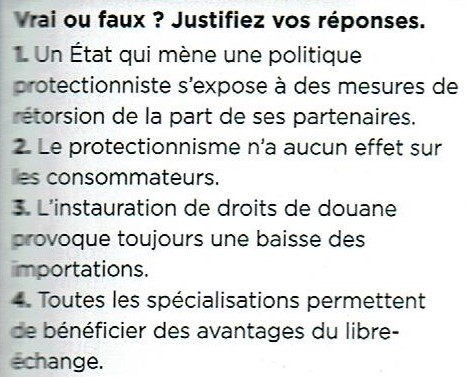 Vrai ou faux ? Justifiez vos réponses.
1. Un État qui mène une politique
protectionniste s'expose à des mesures de
rétorsion de la part de ses partenaires.
2. Le protectionnisme n'a aucun effet sur
les consommateurs.
3. L'instauration de droits de douane
provoque toujours une baisse des
importations.
4. Toutes les spécialisations permettent
de bénéficier des avantages du libre-
échange.